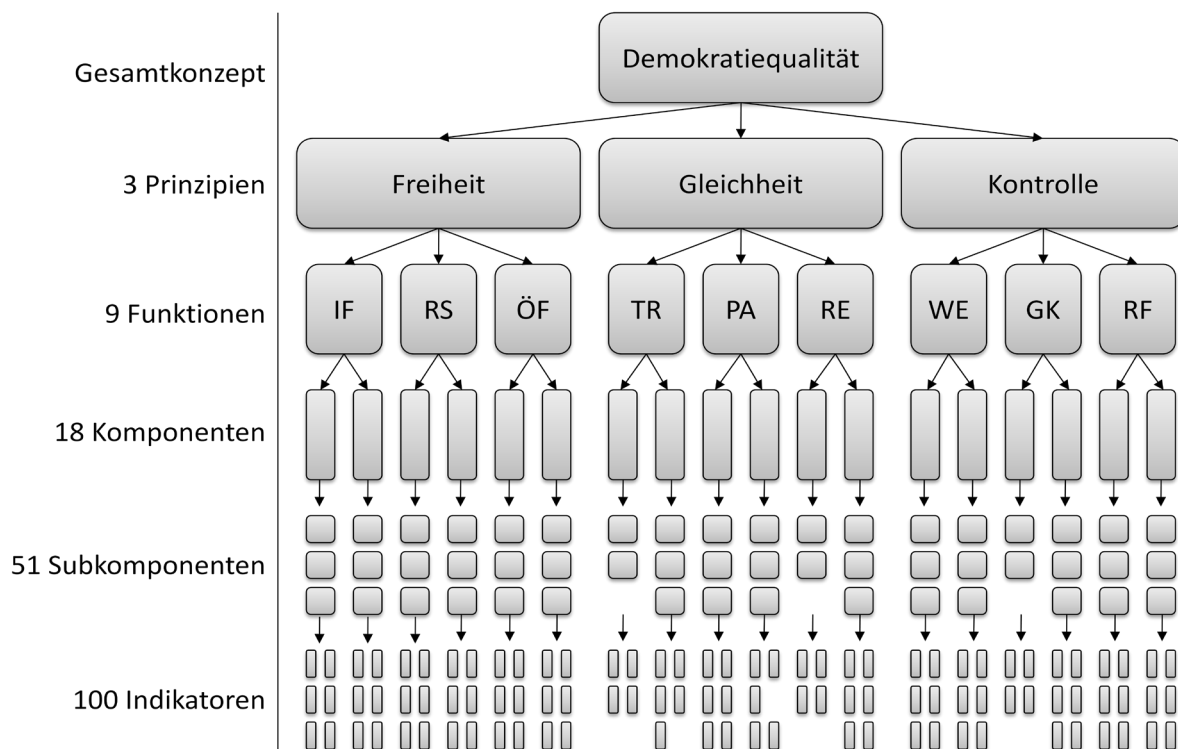 Gesamtkonzept
Demokratiequalität
3 Prinzipien
Freiheit
Gleichheit
Kontrolle
9 Funktionen
IF
RS
ÖF
TR
PA
RE
WE
GK
RF
18 Komponenten
51 Subkomponenten
100 Indikatoren